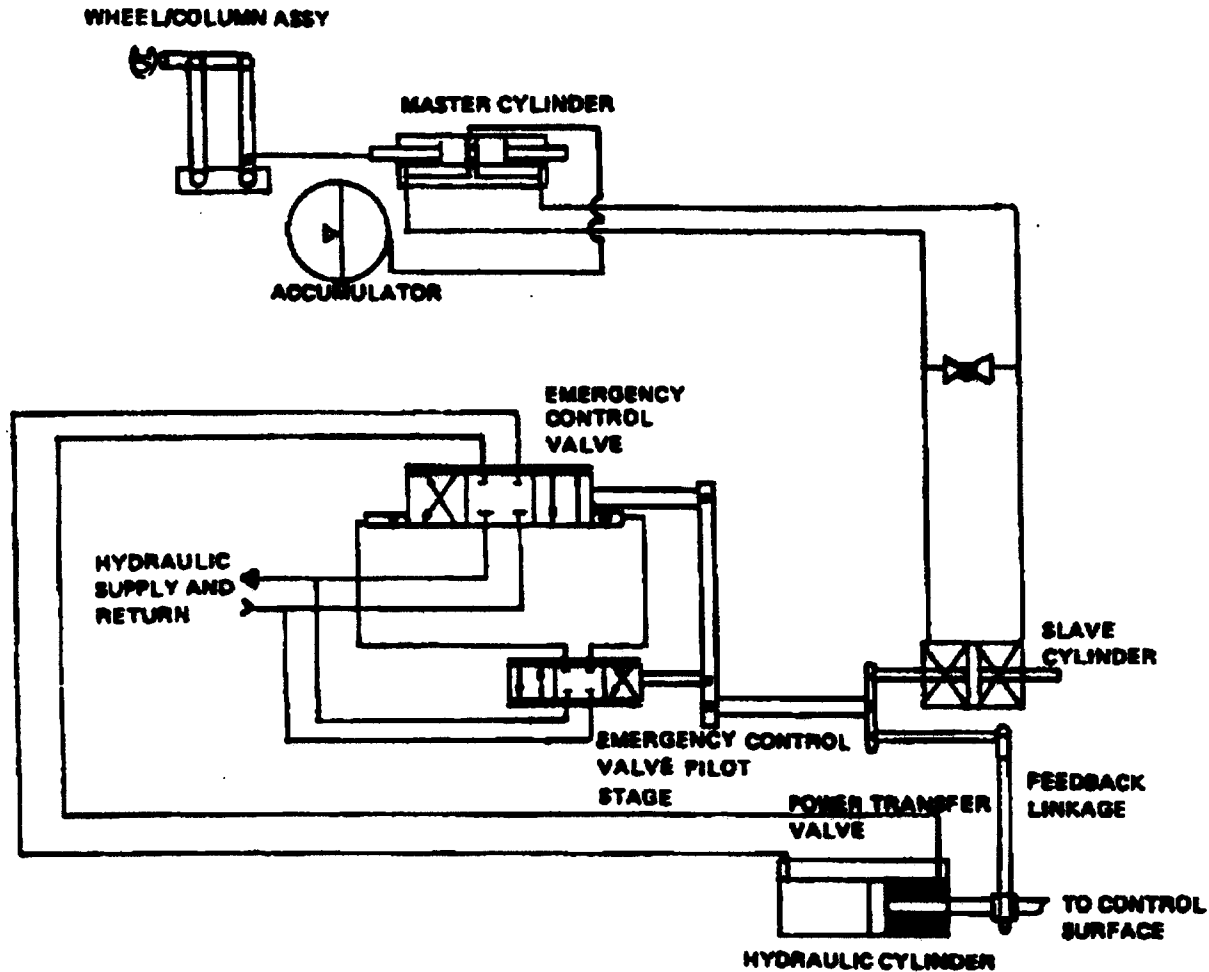 WHEEL/COLUMN ASSY
MASTER CYLINDER
ACCUMULATOR
EMERGENCY
CONTROL
VALVE
HYDRAULIC
SUPPLY AND
RETURN
SLAVE
CYLINDER
EMERGENCY CONTROL
VALVE PILOT
STAGE
FEEDBACK
LINKAGE
POWER TRANSFER
VALVE
TO CONTROL
SURFACE
HYDRAULIC CYLINDER